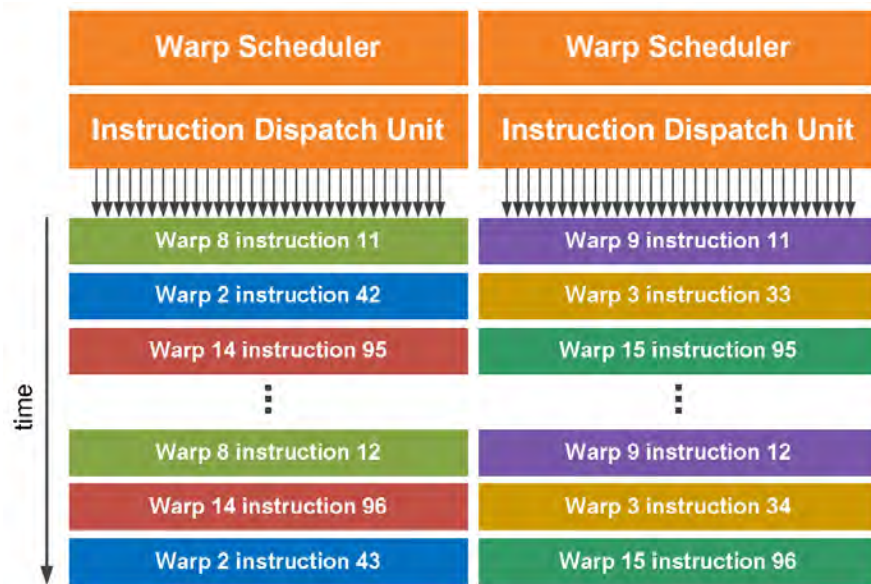 Warp Scheduler
Warp Scheduler
Instruction Dispatch Unit
Instruction Dispatch Unit
Warp 8 instruction 11
Warp 9 instruction 11
Warp 2 instruction 42
Warp 3 instruction 33
Warp 14 instruction 95
Warp 15 instruction 95
time
Warp 8 instruction 12
Warp 9 instruction 12
Warp 14 instruction 96
Warp 3 instruction 34
Warp 2 instruction 43
Warp 15 instruction 96